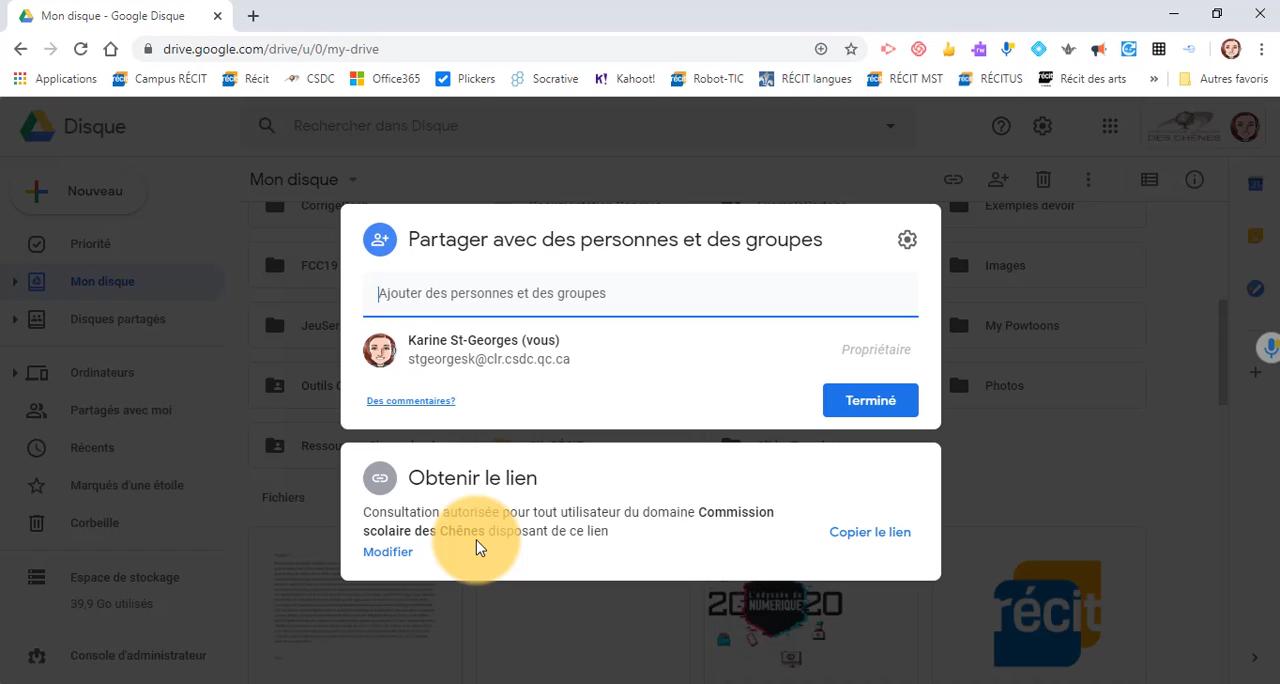 Mon disque - Google Disque
drive.google.com/drive/u/0/my-drive
Applications
Campus RÉCIT
Récit
CSDC
Office365
Plickers
Socrative
K! Kahoot!
Robot-TIC
RÉCIT langues
RÉCIT MST
RÉCITUS
Récit des arts
»
Autres favoris
Disque
Rechercher dans Disque
DES CHÊNES
Nouveau
Mon disque
Exemples devoir
Priorité
Mon disque
FCC19
Images
Disques partagés
JeuSer
My Powtoons
Ordinateurs
Outils
Photos
Partagés avec moi
Récents
Marqués d'une étoile
Fichiers
Corbeille
Espace de stockage
39,9 Go utilisés
Console d'administrateur
Partager avec des personnes et des groupes
Ajouter des personnes et des groupes
Karine St-Georges (vous)
stgeorgesk@clr.csdc.qc.ca
Propriétaire
Des commentaires?
Terminé
Obtenir le lien
Consultation autorisée pour tout utilisateur du domaine Commission
scolaire des Chênes disposant de ce lien
Copier le lien
Modifier
L'odyssée du
NUMÉRIQUE
récit